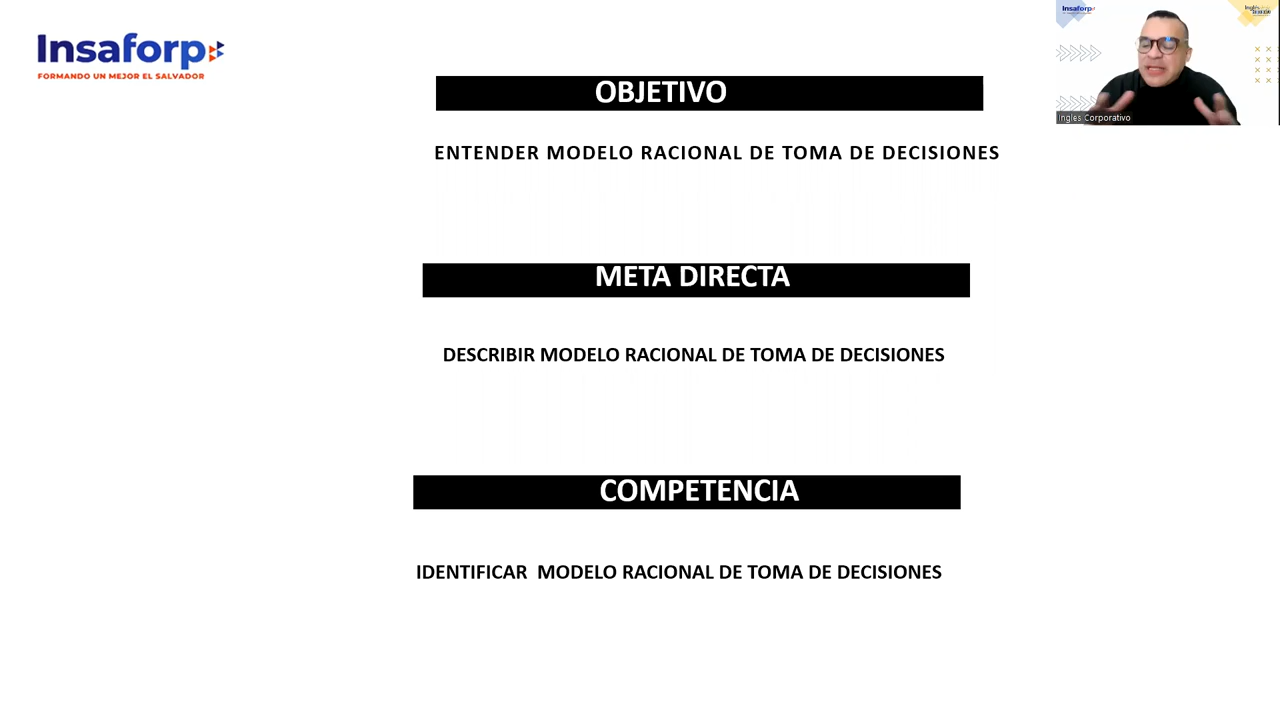 Insaforp
FORMANDO UN MEJOR EL SALVADOR
OBJETIVO
ENTENDER MODELO RACIONAL DE TOMA DE DECISIONES
META DIRECTA
DESCRIBIR MODELO RACIONAL DE TOMA DE DECISIONES
COMPETENCIA
IDENTIFICAR MODELO RACIONAL DE TOMA DE DECISIONES
Insaforp
Ingles Corporativo